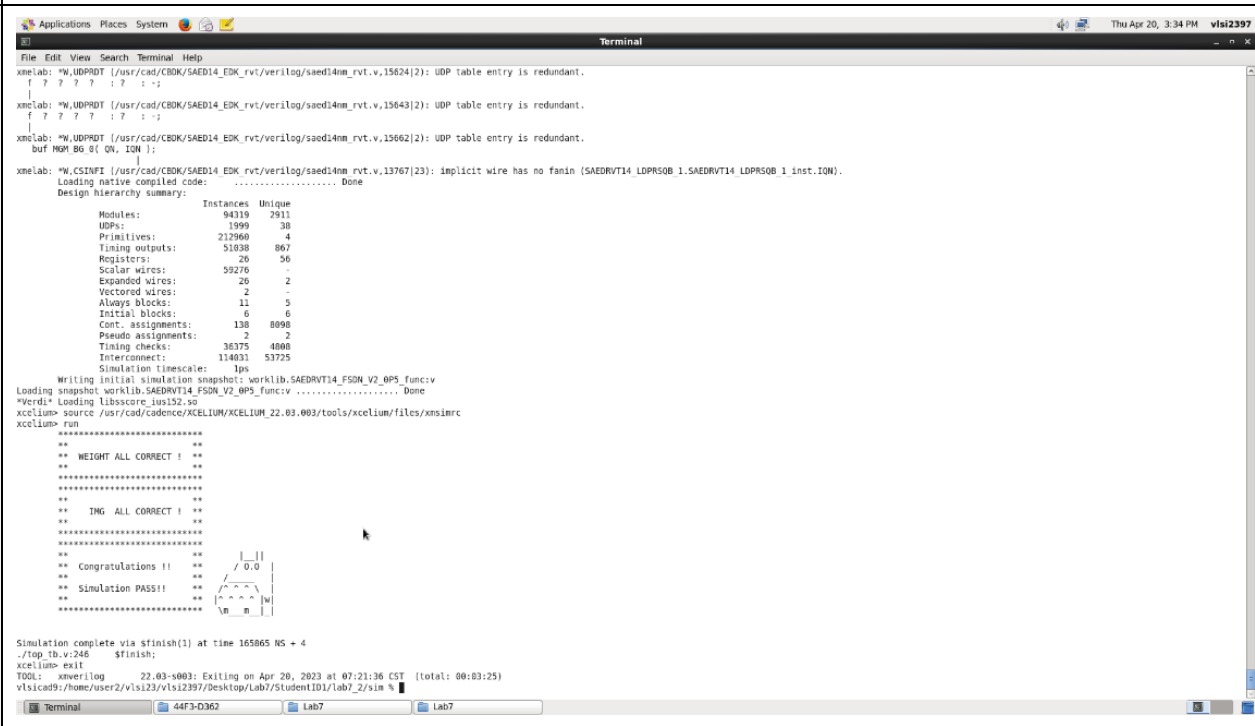 Applications Places System Thu Apr 20, 3:34 PM vlsi2397
Terminal
File Edit View Search Terminal Help
xmelab: *W,UDPRDT (/usr/cad/CBDK/SAED14_EDK_rvt/verilog/saed14nm_rvt.v,15624|2): UDP table entry is redundant.
f ? ? ? ? : ? : -;
|
xmelab: *W,UDPRDT (/usr/cad/CBDK/SAED14_EDK_rvt/verilog/saed14nm_rvt.v,15643|2): UDP table entry is redundant.
f ? ? ? ? : ? : -;
|
xmelab: *W,UDPRDT (/usr/cad/CBDK/SAED14_EDK_rvt/verilog/saed14nm_rvt.v,15662|2): UDP table entry is redundant.
buf MGM_BG_0( QN, IQN );
|
xmelab: *W,CSINFI (/usr/cad/CBDK/SAED14_EDK_rvt/verilog/saed14nm_rvt.v,13767|23): implicit wire has no fanin (SAEDRVT14_LDPRSQB_1.SAEDRVT14_LDPRSQB_1_inst.IQN).
Loading native compiled code: .................... Done
Design hierarchy summary:
Instances Unique
Modules: 94319 2911
UDPs: 1999 38
Primitives: 212960 4
Timing outputs: 51038 867
Registers: 26 56
Scalar wires: 59276 -
Expanded wires: 26 2
Vectored wires: 2 -
Always blocks: 11 5
Initial blocks: 6 6
Cont. assignments: 138 8098
Pseudo assignments: 2 2
Timing checks: 36375 4808
Interconnect: 114031 53725
Simulation timescale: 1ps
Writing initial simulation snapshot: worklib.SAEDRVT14_FSDN_V2_0P5_func:v
Loading snapshot worklib.SAEDRVT14_FSDN_V2_0P5_func:v .................... Done
*Verdi* Loading libsscore_ius152.so
xcelium> source /usr/cad/cadence/XCELIUM/XCELIUM_22.03.003/tools/xcelium/files/xmsimrc
xcelium> run
****************************
** **
** WEIGHT ALL CORRECT ! **
** **
****************************
****************************
** **
** IMG ALL CORRECT ! **
** **
****************************
****************************
** ** |__||
** Congratulations !! ** / O.O |
** ** /_____ |
** Simulation PASS!! ** /^ ^ ^ \ |
** ** |^ ^ ^ ^ |w|
**************************** \m___m__|_|
Simulation complete via $finish(1) at time 165865 NS + 4
./top_tb.v:246 $finish;
xcelium> exit
TOOL: xmverilog 22.03-s003: Exiting on Apr 20, 2023 at 07:21:36 CST (total: 00:03:25)
vlsicad9:/home/user2/vlsi23/vlsi2397/Desktop/Lab7/StudentID1/lab7_2/sim %
Terminal 44F3-D362 Lab7 Lab7